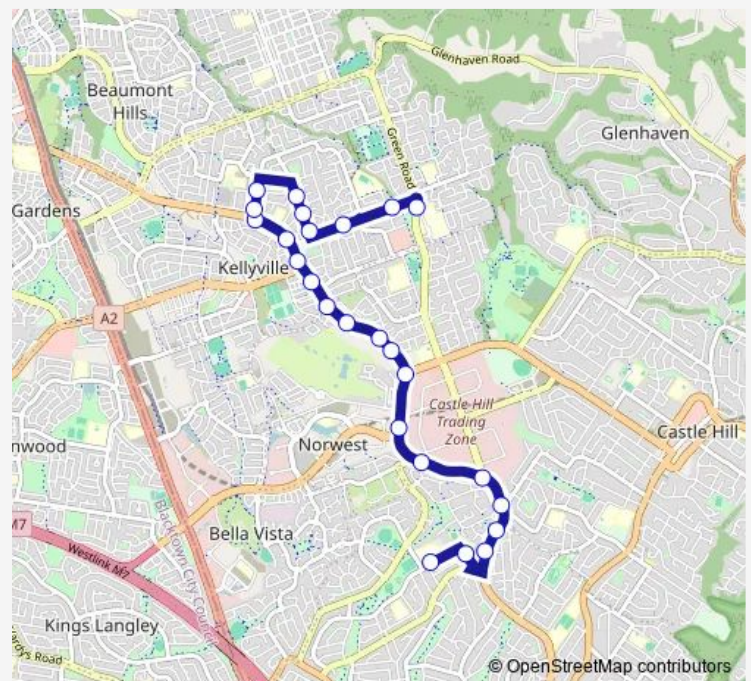 Glenhaven Road
Beaumont
Hills
Glenhaven
Green Road
Gardens
Kellyville
A2
Castle Hill
Trading
Zone
Castle Hill
Norwest
nwood
M7
Bella Vista
Westlink M7
Blacktown City Council
Kings Langley
ardy's Road
© OpenStreetMap contributors